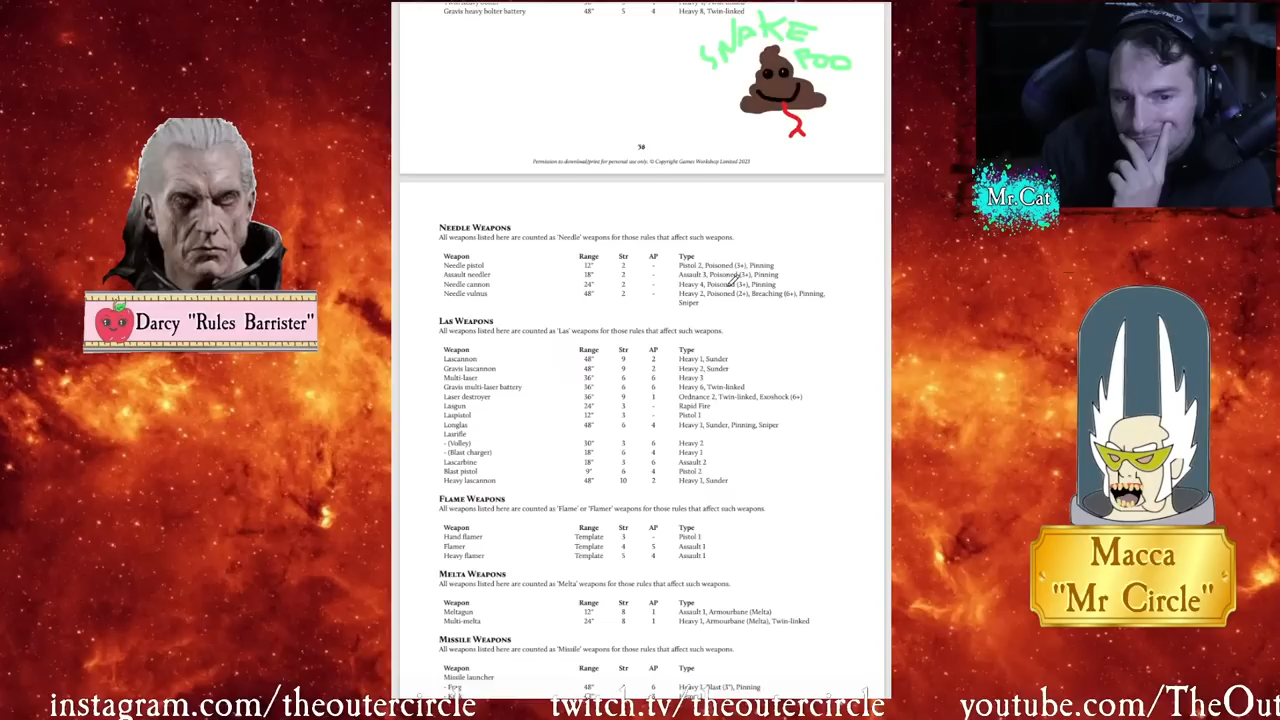 Gravis heavy bolter battery 48" 5 4 Heavy 8, Twin-linked
SNAKE
POO
56
Permission to download/print for personal use only. © Copyright Games Workshop Limited 2023
Needle Weapons
All weapons listed here are counted as 'Needle' weapons for those rules that affect such weapons.
Weapon Range Str AP Type
Needle pistol 12" 2 - Pistol 2, Poisoned (3+), Pinning
Assault needler 18" 2 - Assault 3, Poisoned (3+), Pinning
Needle cannon 24" 2 - Heavy 4, Poisoned (3+), Pinning
Needle vulnus 48" 2 - Heavy 2, Poisoned (2+), Breaching (6+), Pinning,
Sniper
Las Weapons
All weapons listed here are counted as 'Las' weapons for those rules that affect such weapons.
Weapon Range Str AP Type
Lascannon 48" 9 2 Heavy 1, Sunder
Gravis lascannon 48" 9 2 Heavy 2, Sunder
Multi-laser 36" 6 6 Heavy 3
Gravis multi-laser battery 36" 6 6 Heavy 6, Twin-linked
Laser destroyer 36" 9 1 Ordnance 2, Twin-linked, Exoshock (6+)
Lasgun 24" 3 - Rapid Fire
Laspistol 12" 3 - Pistol 1
Longlas 48" 6 4 Heavy 1, Sunder, Pinning, Sniper
Lasrifle
- (Volley) 30" 3 6 Heavy 2
- (Blast charger) 18" 6 4 Heavy 1
Lascarbine 18" 3 6 Assault 2
Blast pistol 9" 6 4 Pistol 2
Heavy lascannon 48" 10 2 Heavy 1, Sunder
Flame Weapons
All weapons listed here are counted as 'Flame' or 'Flamer' weapons for those rules that affect such weapons.
Weapon Range Str AP Type
Hand flamer Template 3 - Pistol 1
Flamer Template 4 5 Assault 1
Heavy flamer Template 5 4 Assault 1
Melta Weapons
All weapons listed here are counted as 'Melta' weapons for those rules that affect such weapons.
Weapon Range Str AP Type
Meltagun 12" 8 1 Assault 1, Armourbane (Melta)
Multi-melta 24" 8 1 Heavy 1, Armourbane (Melta), Twin-linked
Missile Weapons
All weapons listed here are counted as 'Missile' weapons for those rules that affect such weapons.
Weapon Range Str AP Type
Missile launcher
- Frag 48" 4 6 Heavy 1, Blast (3"), Pinning
Darcy "Rules Barrister"
Mr.Cat
Macca
"Mr Circle"
instagram.com/theoutercircle twitch.tv/theoutercircle youtube.com/TheOu